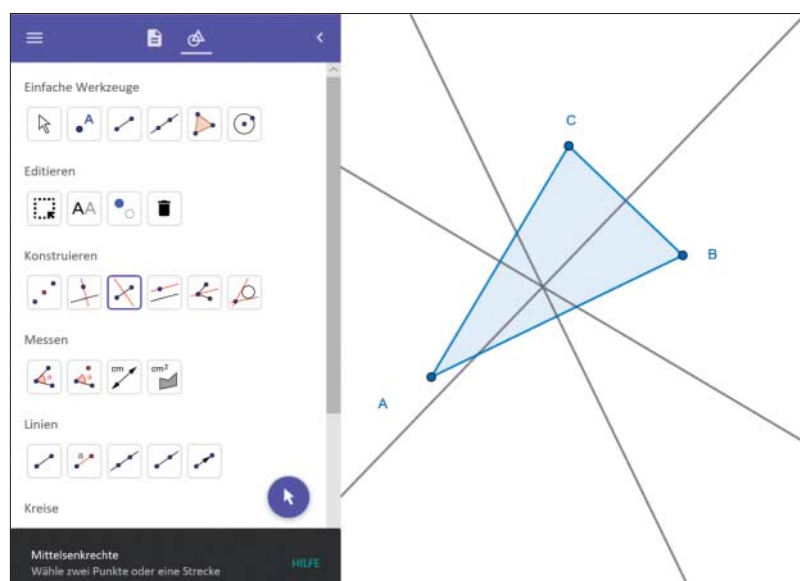 Einfache Werkzeuge
A
Editieren
AA
Konstruieren
Messen
α
α
cm
cm²
Linien
a
Kreise
Mittelsenkrechte
Wähle zwei Punkte oder eine Strecke
HILFE
C
B
A